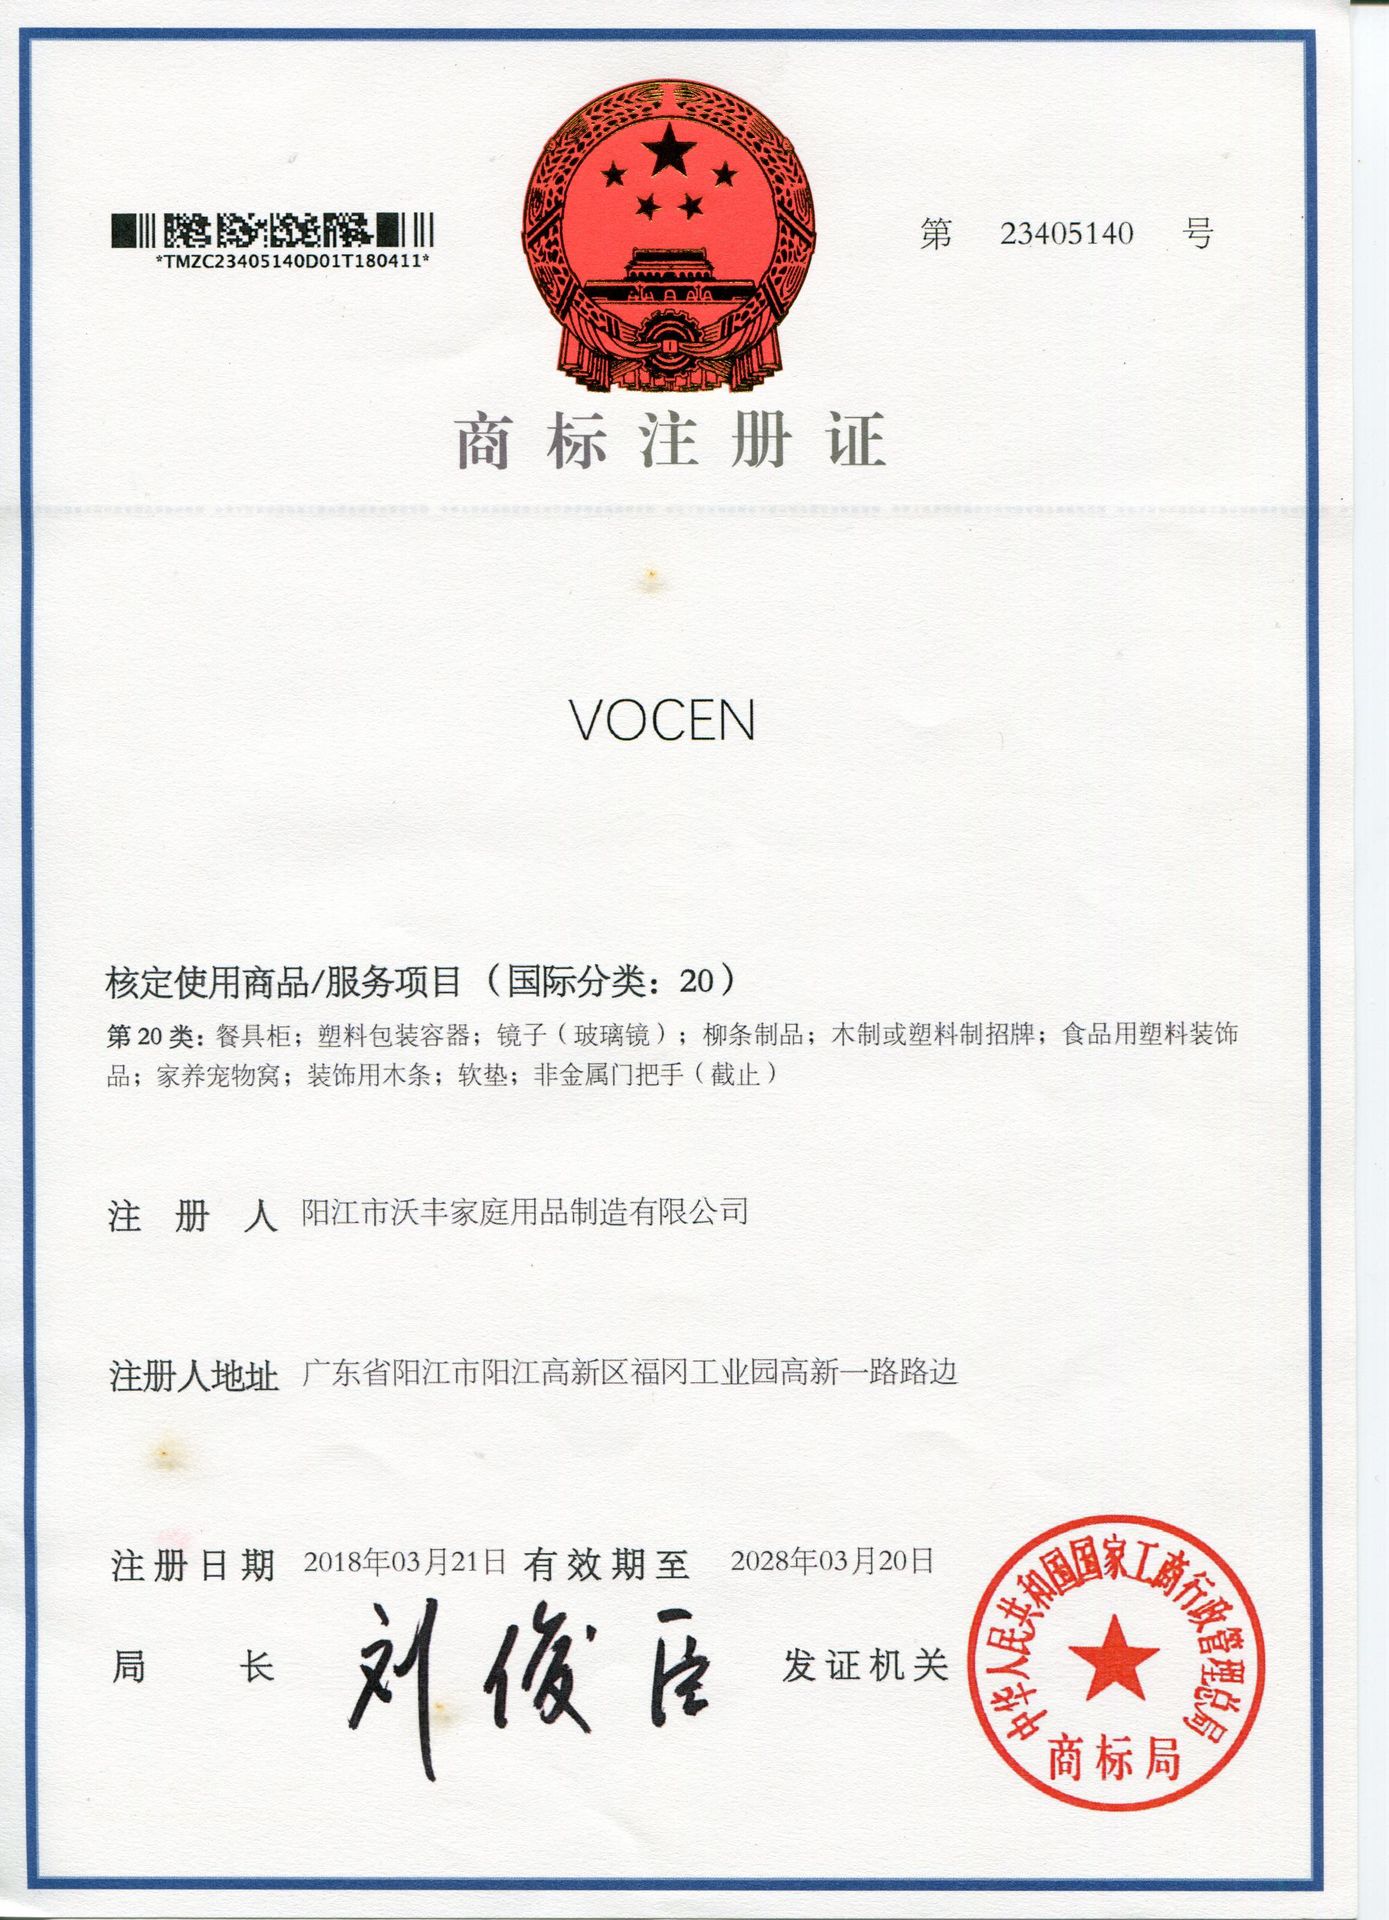 *TMZC23405140D01T180411*
第 23405140 号
商标注册证
VOCEN
核定使用商品/服务项目（国际分类：20）
第20类：餐具柜；塑料包装容器；镜子（玻璃镜）；柳条制品；木制或塑料制招牌；食品用塑料装饰
品；家养宠物窝；装饰用木条；软垫；非金属门把手（截止）
注册人 阳江市沃丰家庭用品制造有限公司
注册人地址 广东省阳江市阳江高新区福冈工业园高新一路路边
注册日期 2018年03月21日 有效期至 2028年03月20日
局长 刘俊臣 发证机关
中华人民共和国国家工商行政管理总局
商标局